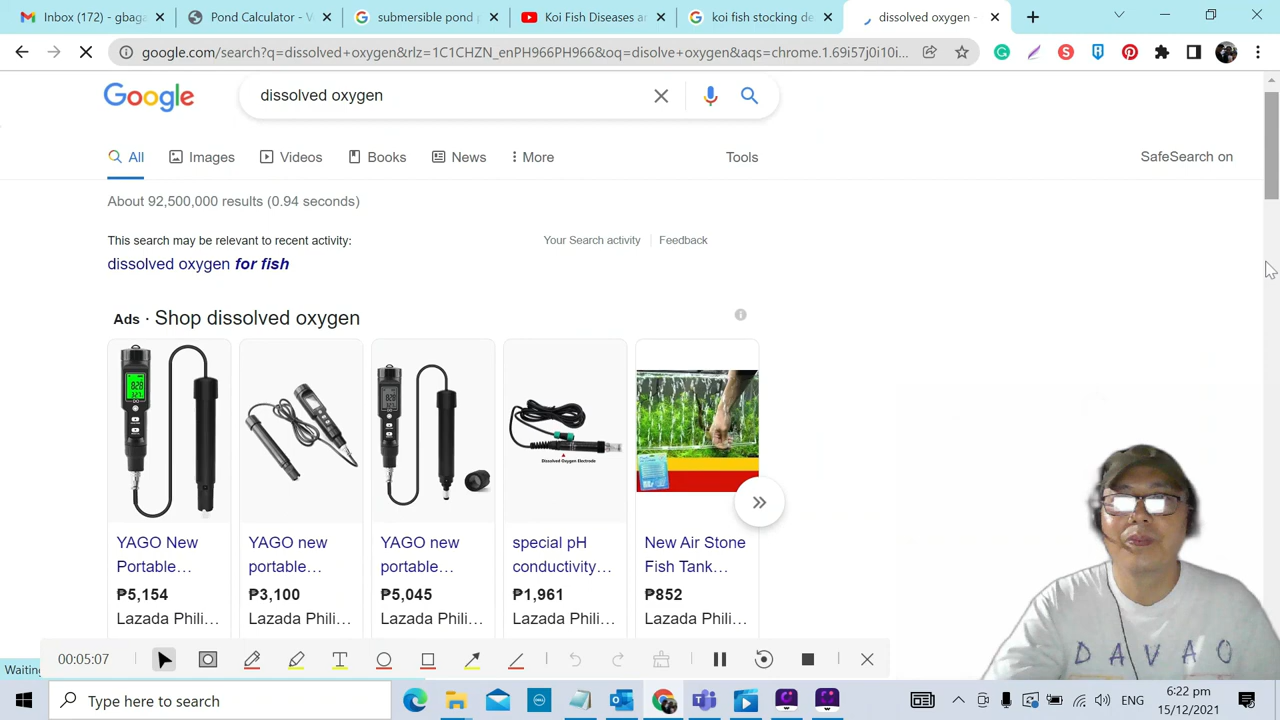 Inbox (172) - gbaga
Pond Calculator - V
submersible pond p
Koi Fish Diseases a
koi fish stocking de
dissolved oxygen -
google.com/search?q=dissolved+oxygen&rlz=1C1CHZN_enPH966PH966&oq=disolve+oxygen&aqs=chrome.1.69i57j0i10i...
Google
dissolved oxygen
All
Images
Videos
Books
News
More
Tools
SafeSearch on
About 92,500,000 results (0.94 seconds)
This search may be relevant to recent activity:
Your Search activity
Feedback
dissolved oxygen for fish
Ads · Shop dissolved oxygen
Dissolved Oxygen Electrode
YAGO New
Portable...
₱5,154
Lazada Phili...
YAGO new
portable...
₱3,100
Lazada Phili...
YAGO new
portable...
₱5,045
Lazada Phili...
special pH
conductivity...
₱1,961
Lazada Phili...
New Air Stone
Fish Tank...
₱852
Lazada Phili...
DAVAO
00:05:07
Waiting
Type here to search
ENG
6:22 pm
15/12/2021